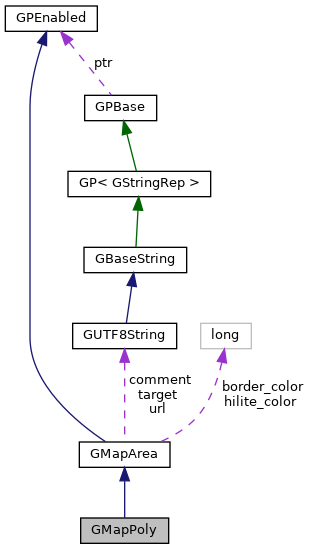 GPEnabled
ptr
GPBase
GP< GStringRep >
GBaseString
GUTF8String
long
comment
target
url
border_color
hilite_color
GMapArea
GMapPoly